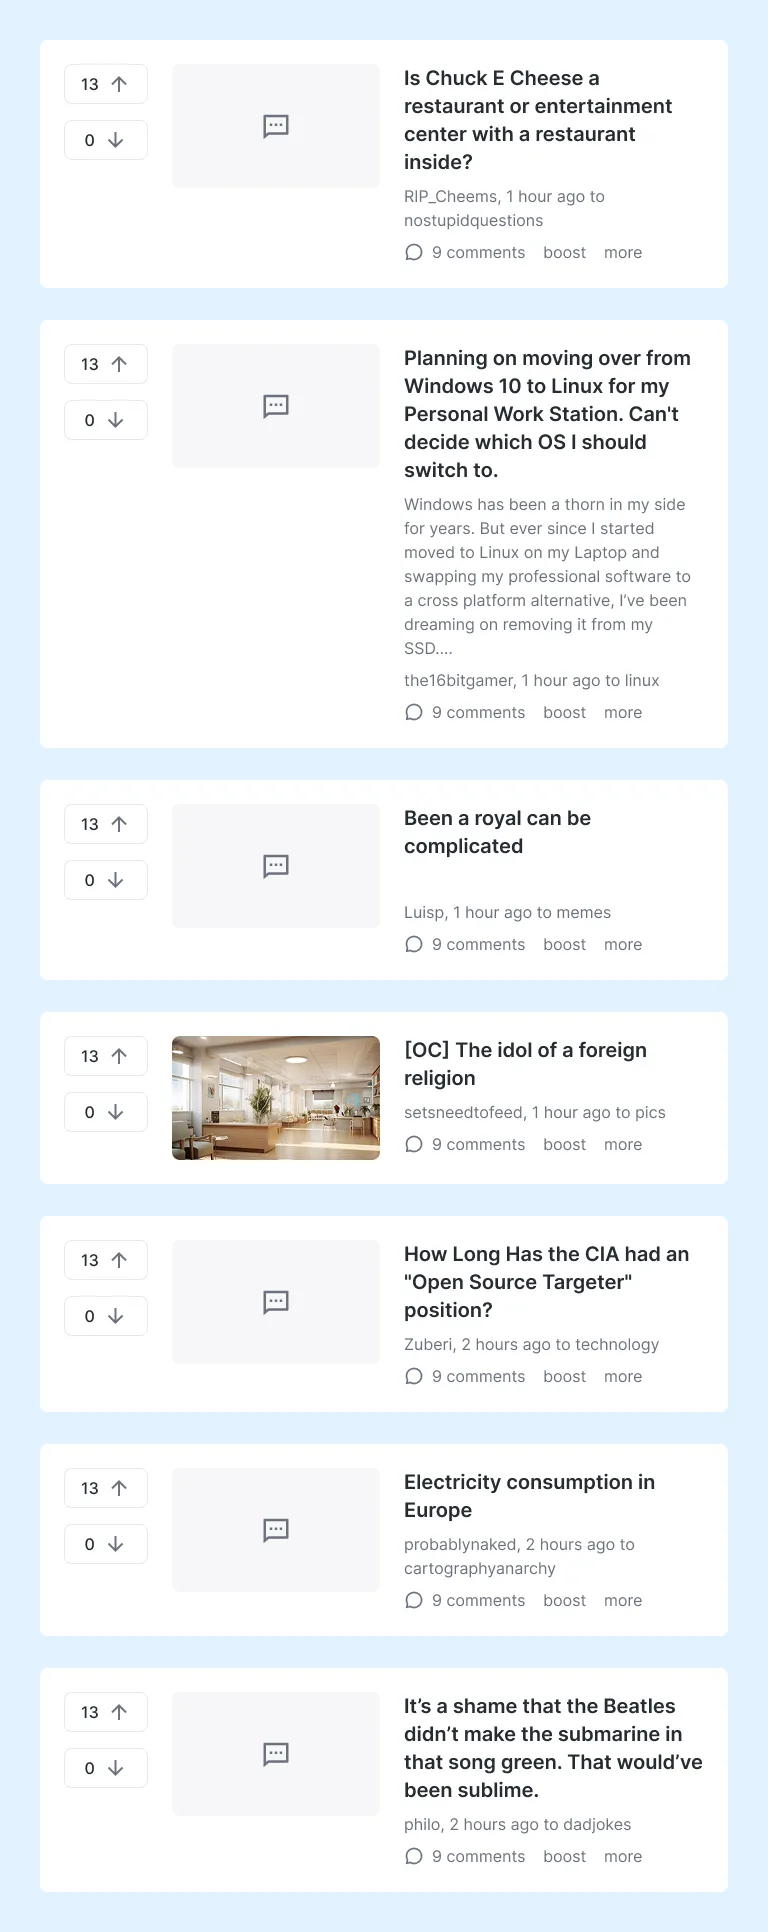 13
0
Is Chuck E Cheese a
restaurant or entertainment
center with a restaurant
inside?
RIP_Cheems, 1 hour ago to
nostupidquestions
9 comments boost more
13
0
Planning on moving over from
Windows 10 to Linux for my
Personal Work Station. Can't
decide which OS I should
switch to.
Windows has been a thorn in my side
for years. But ever since I started
moved to Linux on my Laptop and
swapping my professional software to
a cross platform alternative, I’ve been
dreaming on removing it from my
SSD....
the16bitgamer, 1 hour ago to linux
9 comments boost more
13
0
Been a royal can be
complicated
Luisp, 1 hour ago to memes
9 comments boost more
13
0
[OC] The idol of a foreign
religion
setsneedtofeed, 1 hour ago to pics
9 comments boost more
13
0
How Long Has the CIA had an
"Open Source Targeter"
position?
Zuberi, 2 hours ago to technology
9 comments boost more
13
0
Electricity consumption in
Europe
probablynaked, 2 hours ago to
cartographyanarchy
9 comments boost more
13
0
It’s a shame that the Beatles
didn’t make the submarine in
that song green. That would’ve
been sublime.
philo, 2 hours ago to dadjokes
9 comments boost more